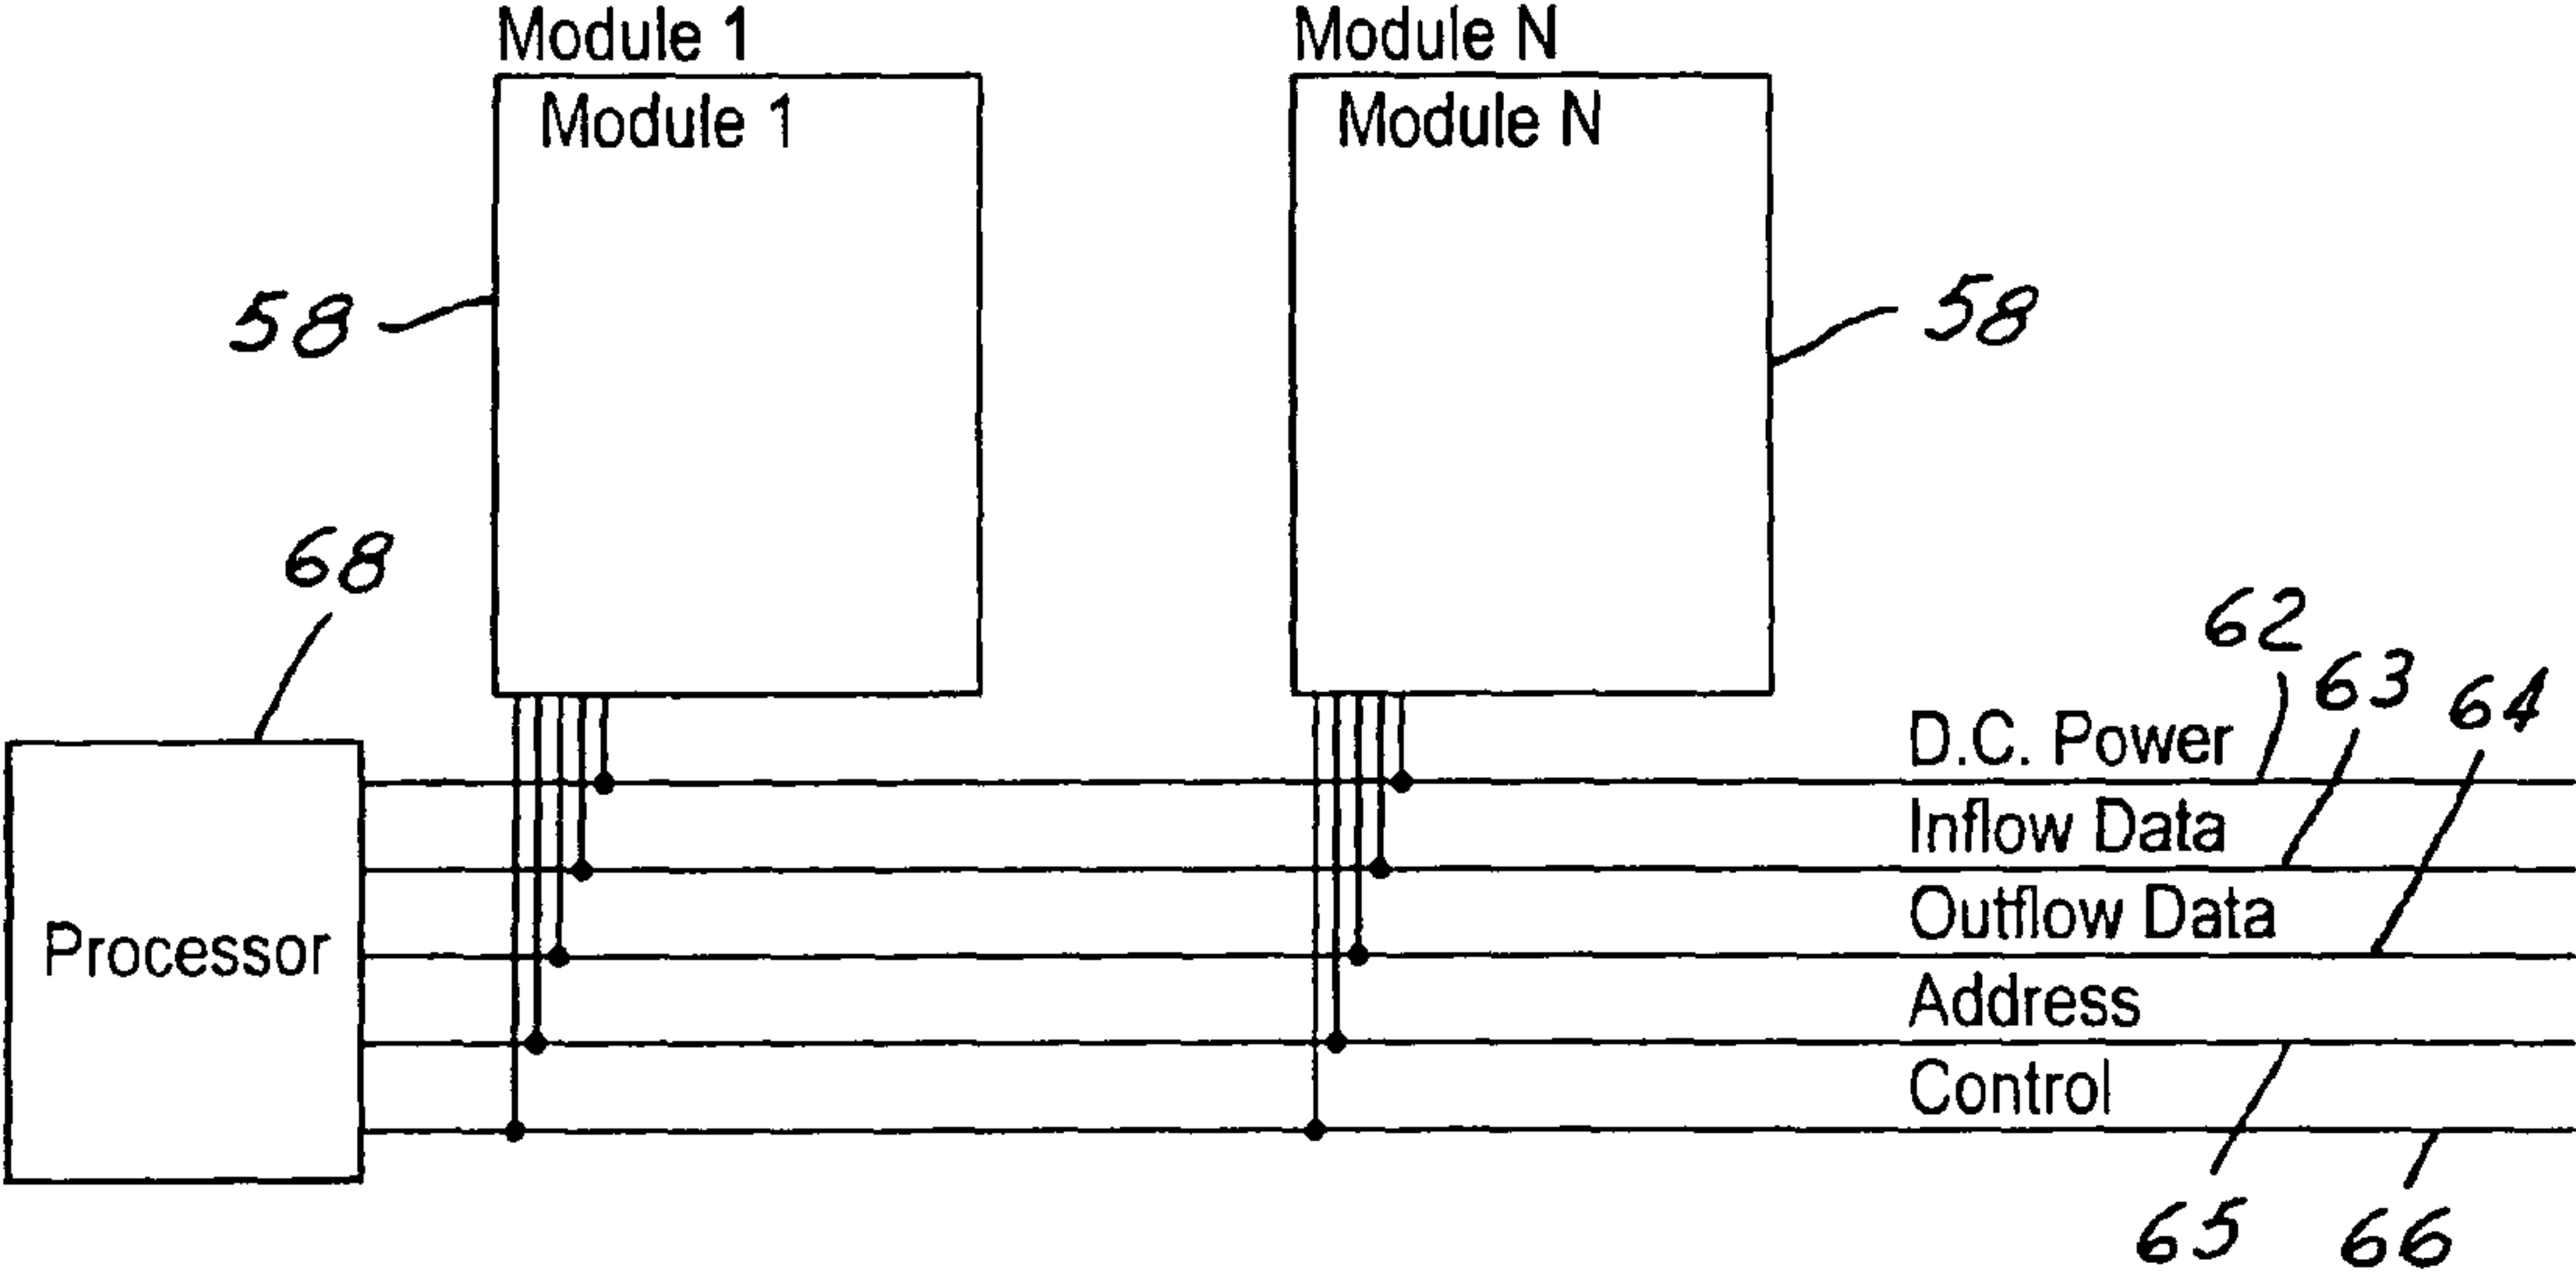 Module 1
Module N
Module 1
Module N
58
58
68
62
63
64
D.C. Power
Inflow Data
Outflow Data
Processor
Address
Control
65
66